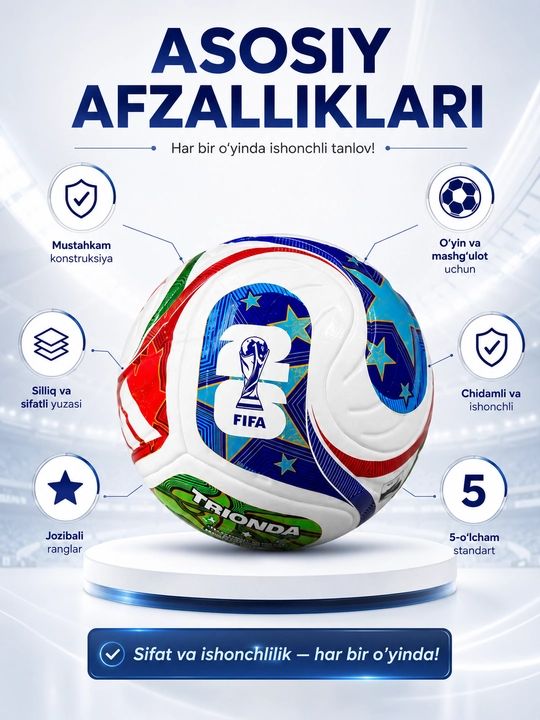 ASOSIY
AFZALLIKLARI
Har bir o‘yinda ishonchli tanlov!
Mustahkam
konstruksiya
O‘yin va
mashg‘ulot
uchun
Silliq va
sifatli yuzasi
Chidamli va
ishonchli
Jozibali
ranglar
5
5-o‘lcham
standart
26
FIFA
TRIONDA
Sifat va ishonchlilik – har bir o‘yinda!